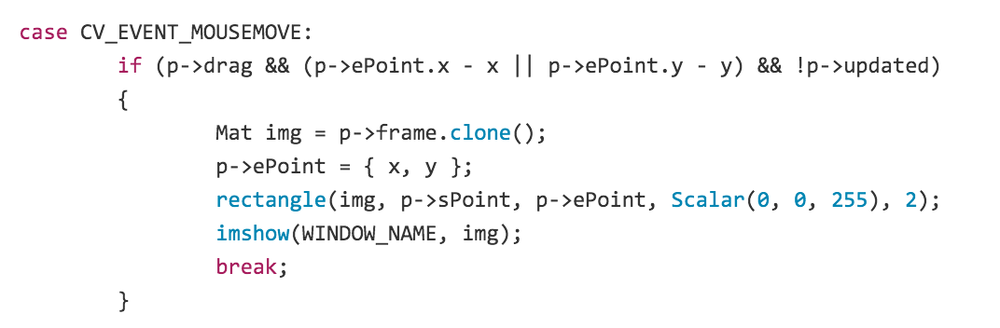 case CV_EVENT_MOUSEMOVE:
if (p->drag && (p->ePoint.x - x || p->ePoint.y - y) && !p->updated)
{
Mat img = p->frame.clone();
p->ePoint = { x, y };
rectangle(img, p->sPoint, p->ePoint, Scalar(0, 0, 255), 2);
imshow(WINDOW_NAME, img);
break;
}